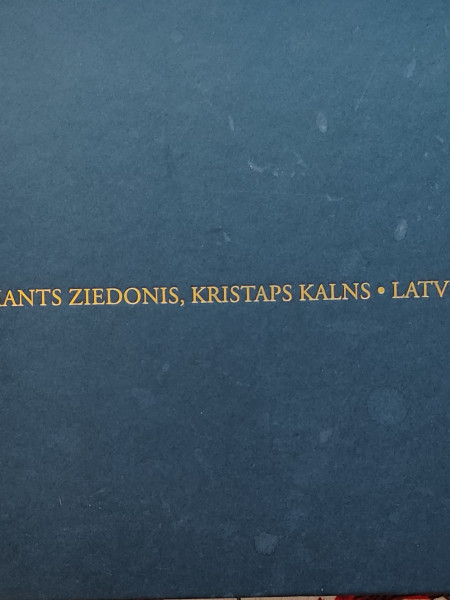 ANTS ZIEDONIS, KRISTAPS KALNS • LATV